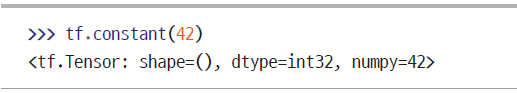 >>> tf.constant(42)
<tf.Tensor: shape=(), dtype=int32, numpy=42>